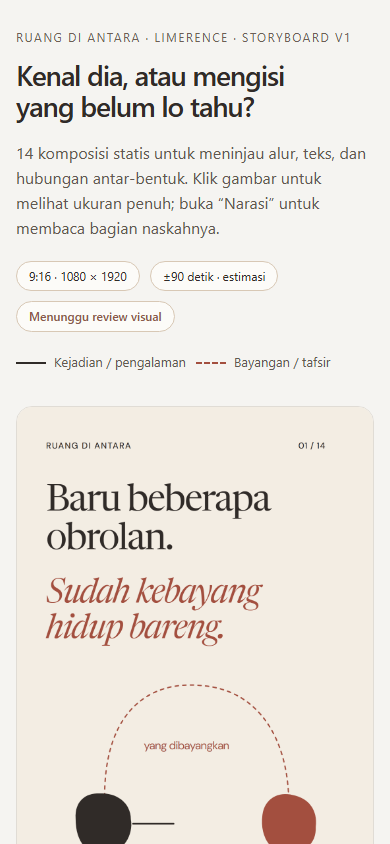 RUANG DI ANTARA · LIMERENCE · STORYBOARD V1
Kenal dia, atau mengisi
yang belum lo tahu?
14 komposisi statis untuk meninjau alur, teks, dan
hubungan antar-bentuk. Klik gambar untuk
melihat ukuran penuh; buka “Narasi” untuk
membaca bagian naskahnya.
9:16 · 1080 × 1920
±90 detik · estimasi
Menunggu review visual
Kejadian / pengalaman
Bayangan / tafsir
RUANG DI ANTARA
01 / 14
Baru beberapa
obrolan.
Sudah kebayang
hidup bareng.
yang dibayangkan